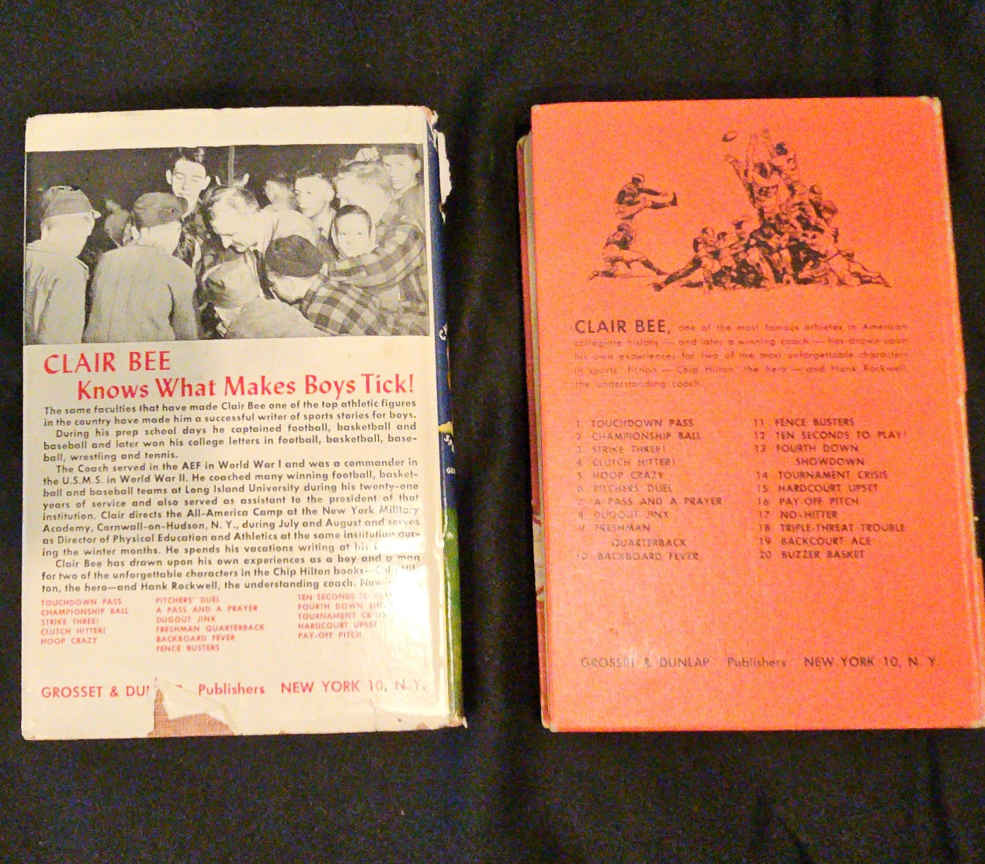 CLAIR BEE
Knows What Makes Boys Tick!
The same faculties that have made Clair Bee one of the top athletic figures
in the country have made him a successful writer of sports stories for boys.
During his prep school days he captained football, basketball and
baseball and later won his college letters in football, basketball, base-
ball, wrestling and tennis.
The Coach served in the AEF in World War I and was a commander in
the U.S.M.S. in World War II. He coached many winning football, basket-
ball and baseball teams at Long Island University during his twenty-one
years of service and also served as assistant to the president of that
institution. Clair directs the All-America Camp at the New York Military
Academy, Cornwall-on-Hudson, N. Y., during July and August and serves
as Director of Physical Education and Athletics at the same institution dur-
ing the winter months. He spends his vacations writing at his
Clair Bee has drawn upon his own experiences as a boy and a man
for two of the unforgettable characters in the Chip Hilton books—
ton, the hero—and Hank Rockwell, the understanding coach.
TOUCHDOWN PASS
CHAMPIONSHIP BALL
STRIKE THREE!
CLUTCH HITTER!
HOOP CRAZY
PITCHERS' DUEL
A PASS AND A PRAYER
DUGOUT JINX
FRESHMAN QUARTERBACK
BACKBOARD FEVER
FENCE BUSTERS
TEN SECONDS TO
FOURTH DOWN
TOURNAMENT CRISIS
HARDCOURT UPSET
PAY-OFF PITCH
GROSSET & Publishers NEW YORK 10, N. Y.
CLAIR BEE, one of the most famous athletes in American
collegiate history — and later a winning coach — has drawn upon
his own experiences for two of the most unforgettable characters
in sports' fiction — Chip Hilton, the hero — and Hank Rockwell,
the understanding coach.
1 TOUCHDOWN PASS
2 CHAMPIONSHIP BALL
3 STRIKE THREE!
4 CLUTCH HITTER!
5 HOOP CRAZY
6 PITCHERS' DUEL
7 A PASS AND A PRAYER
8 DUGOUT JINX
9 FRESHMAN
QUARTERBACK
10 BACKBOARD FEVER
11 FENCE BUSTERS
12 TEN SECONDS TO PLAY!
13 FOURTH DOWN
SHOWDOWN
14 TOURNAMENT CRISIS
15 HARDCOURT UPSET
16 PAY OFF PITCH
17 NO-HITTER
18 TRIPLE-THREAT TROUBLE
19 BACKCOURT ACE
20 BUZZER BASKET
GROSSET & DUNLAP Publishers NEW YORK 10, N. Y.